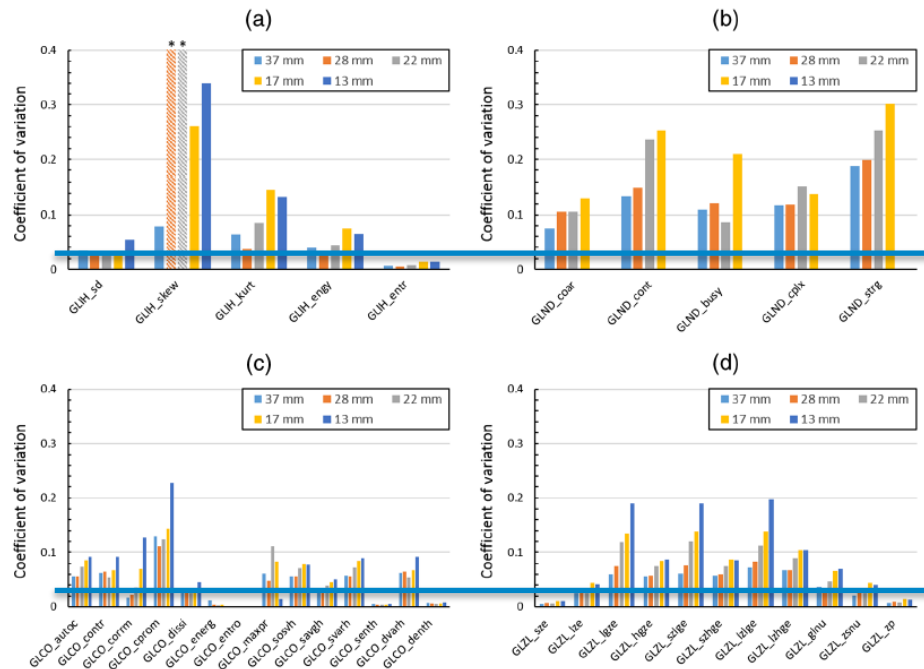 (a)
Coefficient of variation
0.4
0.3
0.2
0.1
0
* *
37 mm 28 mm 22 mm
17 mm 13 mm
GLIH_sd
GLIH_skew
GLIH_kurt
GLIH_engy
GLIH_entr
(b)
Coefficient of variation
0.4
0.3
0.2
0.1
0
37 mm 28 mm 22 mm
17 mm
GLND_coar
GLND_cont
GLND_busy
GLND_cplx
GLND_strg
(c)
Coefficient of variation
0.4
0.3
0.2
0.1
0
37 mm 28 mm 22 mm
17 mm 13 mm
GLCO_autoc
GLCO_contr
GLCO_corrm
GLCO_cprom
GLCO_dissi
GLCO_energ
GLCO_entro
GLCO_maxpr
GLCO_sosvh
GLCO_savgh
GLCO_svarh
GLCO_senth
GLCO_dvarh
GLCO_denth
(d)
Coefficient of variation
0.4
0.3
0.2
0.1
0
37 mm 28 mm 22 mm
17 mm 13 mm
GLZL_sze
GLZL_lze
GLZL_lgze
GLZL_hgze
GLZL_szlge
GLZL_szhge
GLZL_lzlge
GLZL_lzhge
GLZL_glnu
GLZL_zsnu
GLZL_zp